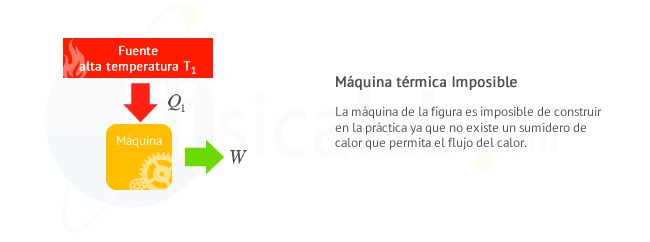 Fuente
alta temperatura T1
Q1
Máquina
W
Máquina térmica Imposible
La máquina de la figura es imposible de construir
en la práctica ya que no existe un sumidero de
calor que permita el flujo del calor.